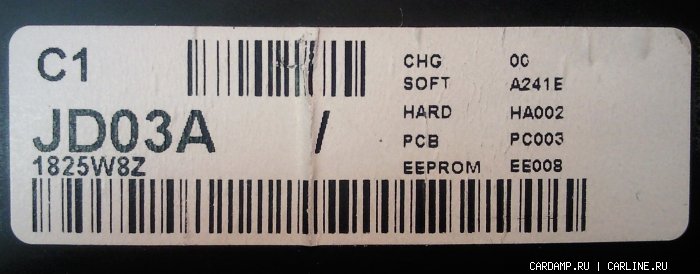 C1
JD03A /
1825W8Z
CHG 00
SOFT A241E
HARD HA002
PCB PC003
EEPROM EE008
CARDAMP.RU | CARLINE.RU